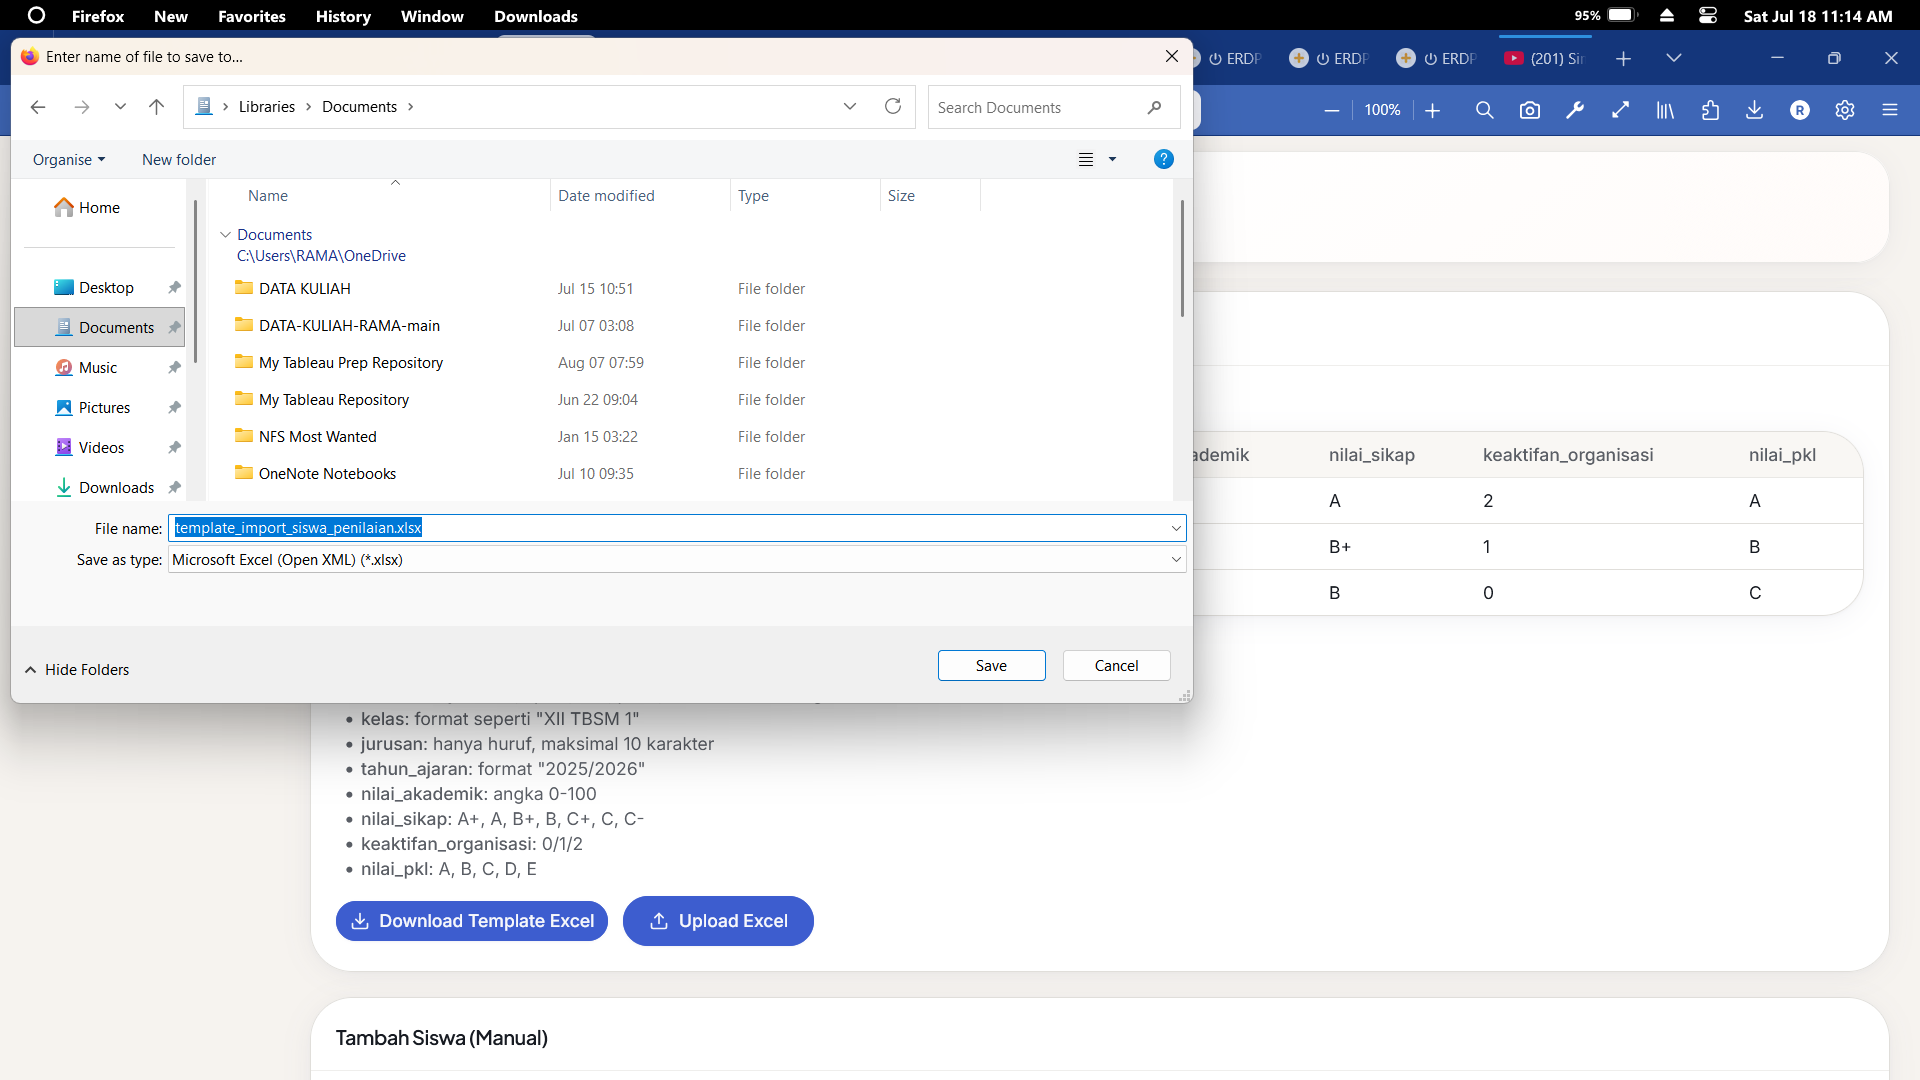 Firefox New Favorites History Window Downloads 95% Sat Jul 18 11:14 AM
Enter name of file to save to...
ERDP ERDP ERDP (201) Sir
Libraries Documents
Search Documents
100%
R
Organise New folder
?
Name Date modified Type Size
Home
Desktop
Documents
Music
Pictures
Videos
Downloads
Documents
C:\Users\RAMA\OneDrive
DATA KULIAH Jul 15 10:51 File folder
DATA-KULIAH-RAMA-main Jul 07 03:08 File folder
My Tableau Prep Repository Aug 07 07:59 File folder
My Tableau Repository Jun 22 09:04 File folder
NFS Most Wanted Jan 15 03:22 File folder
OneNote Notebooks Jul 10 09:35 File folder
File name: template_import_siswa_penilaian.xlsx
Save as type: Microsoft Excel (Open XML) (*.xlsx)
Hide Folders
Save Cancel
ademik nilai_sikap keaktifan_organisasi nilai_pkl
A 2 A
B+ 1 B
B 0 C
• kelas: format seperti "XII TBSM 1"
• jurusan: hanya huruf, maksimal 10 karakter
• tahun_ajaran: format "2025/2026"
• nilai_akademik: angka 0-100
• nilai_sikap: A+, A, B+, B, C+, C, C-
• keaktifan_organisasi: 0/1/2
• nilai_pkl: A, B, C, D, E
Download Template Excel Upload Excel
Tambah Siswa (Manual)